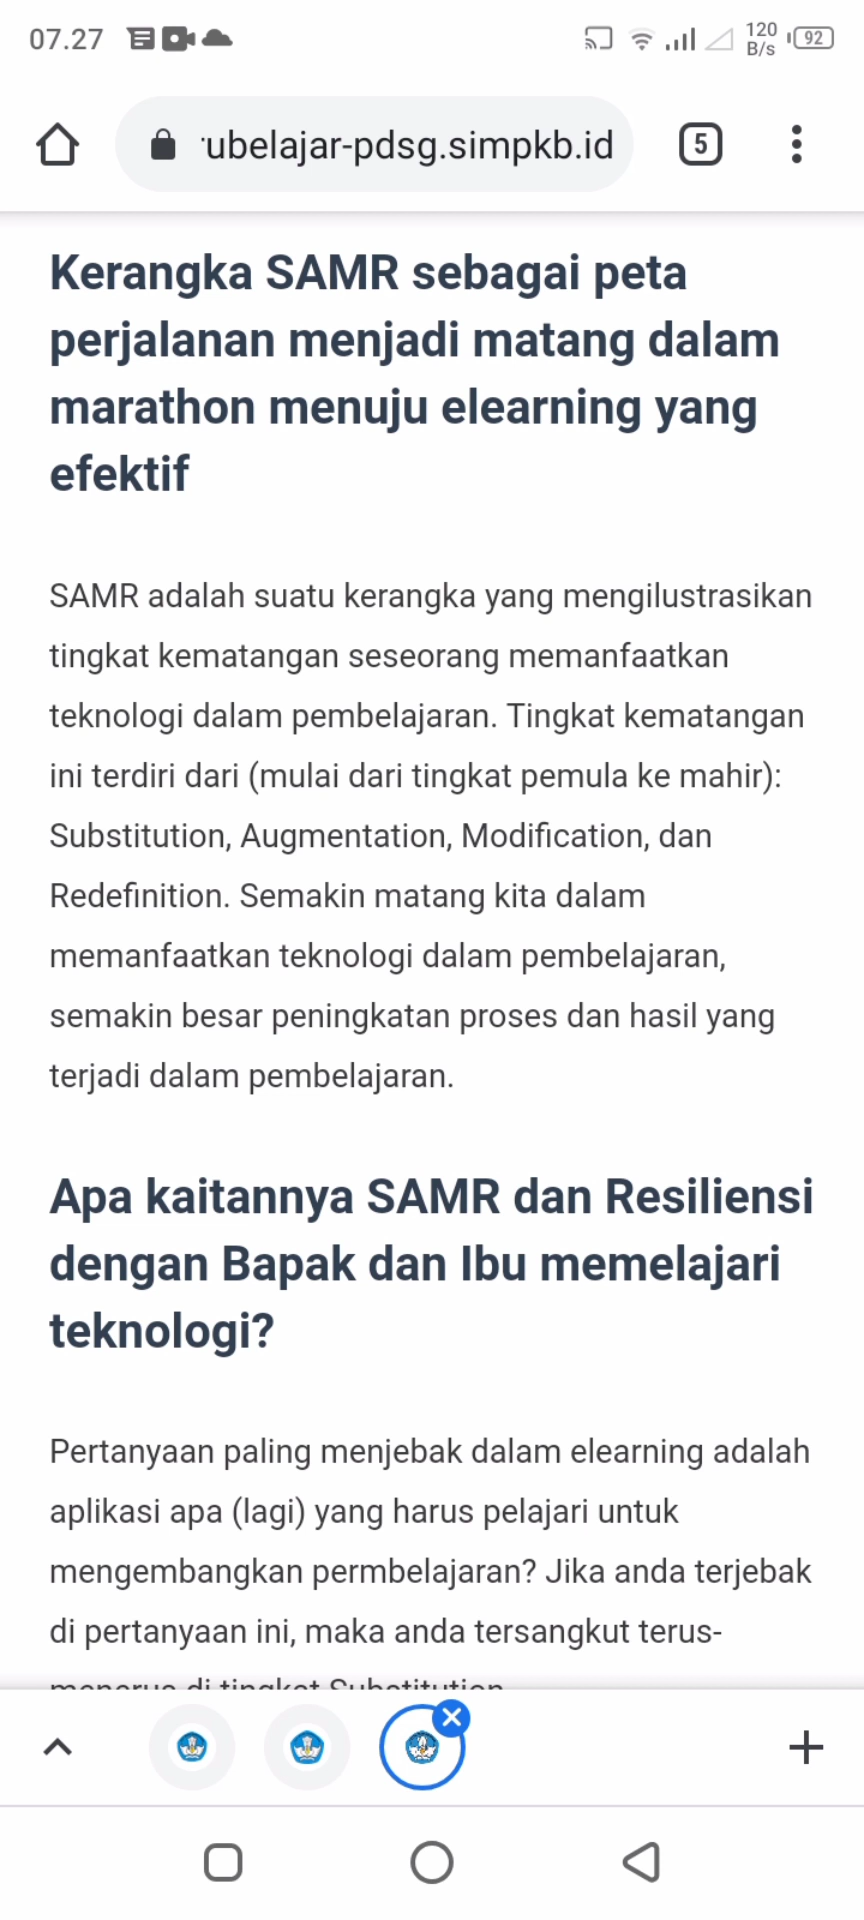 07.27
120
B/s
92
ubelajar-pdsg.simpkb.id
5
Kerangka SAMR sebagai peta
perjalanan menjadi matang dalam
marathon menuju elearning yang
efektif
SAMR adalah suatu kerangka yang mengilustrasikan
tingkat kematangan seseorang memanfaatkan
teknologi dalam pembelajaran. Tingkat kematangan
ini terdiri dari (mulai dari tingkat pemula ke mahir):
Substitution, Augmentation, Modification, dan
Redefinition. Semakin matang kita dalam
memanfaatkan teknologi dalam pembelajaran,
semakin besar peningkatan proses dan hasil yang
terjadi dalam pembelajaran.
Apa kaitannya SAMR dan Resiliensi
dengan Bapak dan Ibu memelajari
teknologi?
Pertanyaan paling menjebak dalam elearning adalah
aplikasi apa (lagi) yang harus pelajari untuk
mengembangkan permbelajaran? Jika anda terjebak
di pertanyaan ini, maka anda tersangkut terus-
menerus di tingkat Substitution